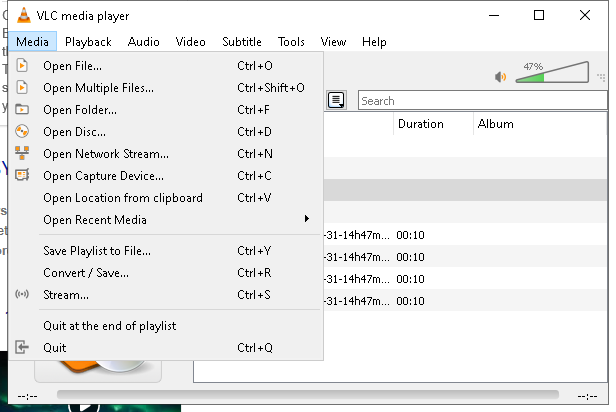 VLC media player
Media Playback Audio Video Subtitle Tools View Help
Open File... Ctrl+O
47%
Open Multiple Files... Ctrl+Shift+O
Search
Open Folder... Ctrl+F
Duration Album
Open Disc... Ctrl+D
Open Network Stream... Ctrl+N
Open Capture Device... Ctrl+C
Open Location from clipboard Ctrl+V
Open Recent Media
-31-14h47m... 00:10
Save Playlist to File... Ctrl+Y
-31-14h47m... 00:10
Convert / Save... Ctrl+R
-31-14h47m... 00:10
Stream... Ctrl+S
-31-14h47m... 00:10
Quit at the end of playlist
Quit Ctrl+Q
--:-- --:--